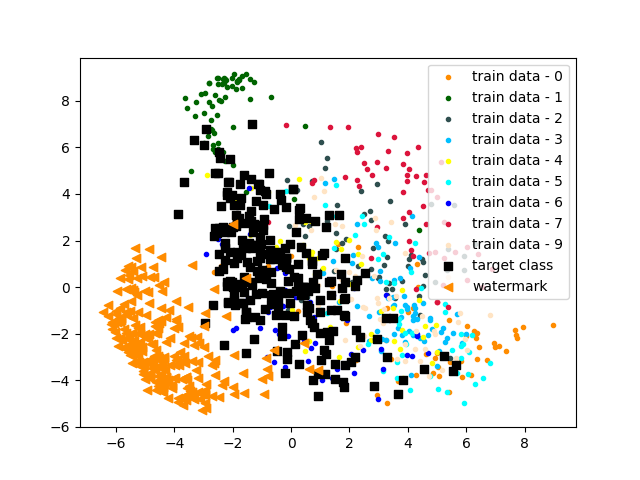 train data - 0
train data - 1
train data - 2
train data - 3
train data - 4
train data - 5
train data - 6
train data - 7
train data - 9
target class
watermark
8
6
4
2
0
−2
−4
−6
−6 −4 −2 0 2 4 6 8